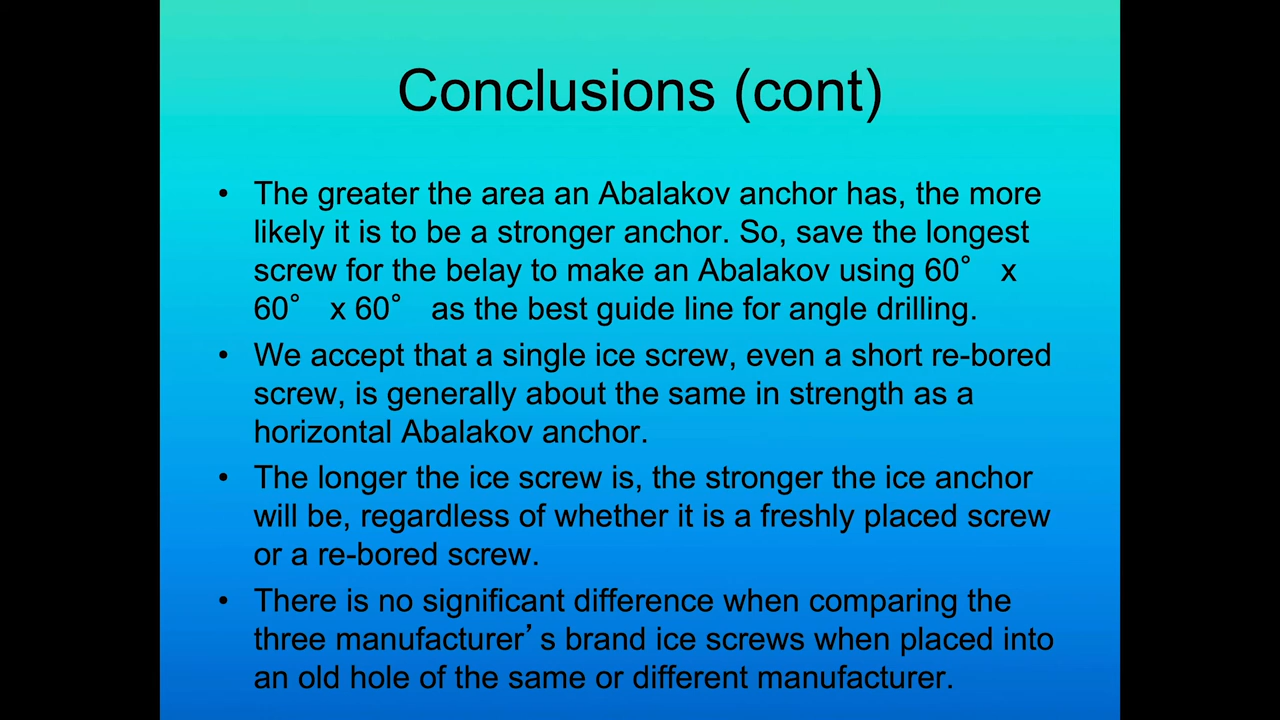 Conclusions (cont)
• The greater the area an Abalakov anchor has, the more
likely it is to be a stronger anchor. So, save the longest
screw for the belay to make an Abalakov using 60° x
60° x 60° as the best guide line for angle drilling.
• We accept that a single ice screw, even a short re-bored
screw, is generally about the same in strength as a
horizontal Abalakov anchor.
• The longer the ice screw is, the stronger the ice anchor
will be, regardless of whether it is a freshly placed screw
or a re-bored screw.
• There is no significant difference when comparing the
three manufacturer’s brand ice screws when placed into
an old hole of the same or different manufacturer.